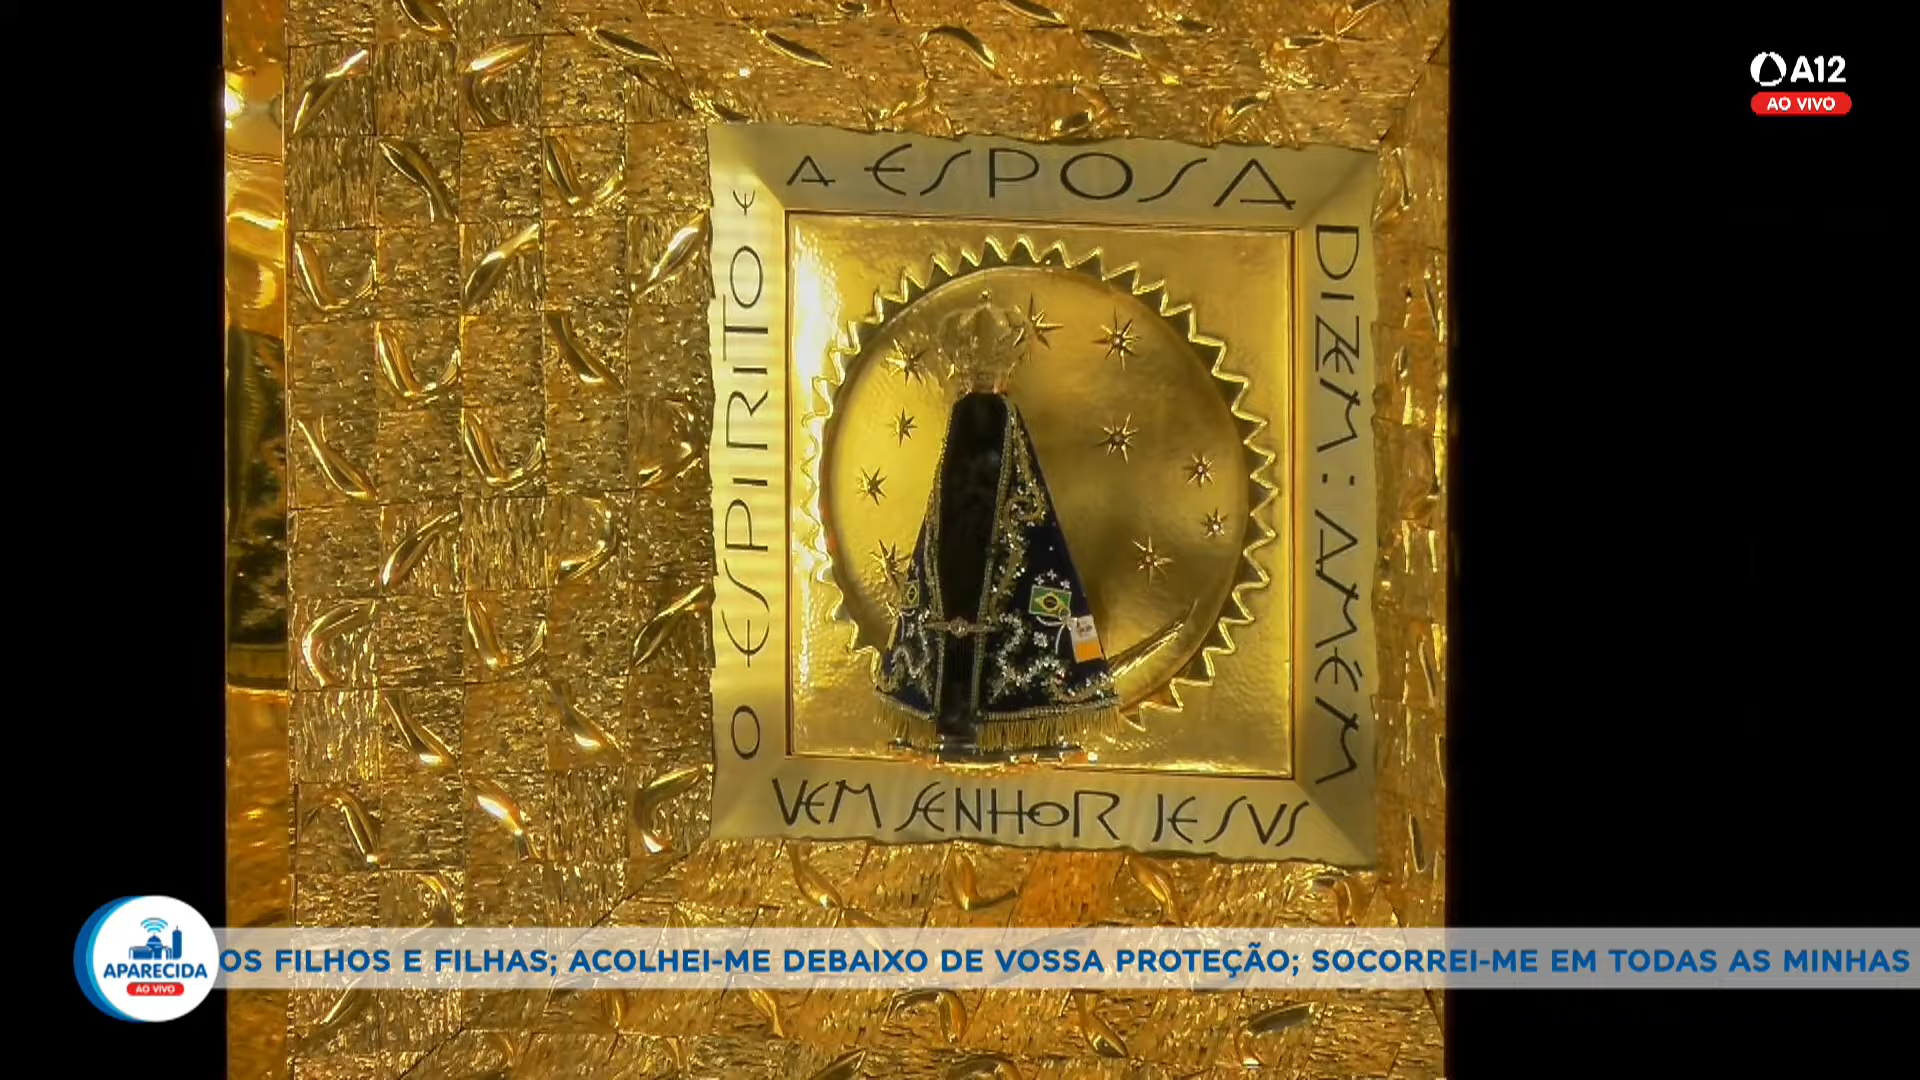 A12
AO VIVO
O ESPIRITO E
A ESPOSA
DIZEM: AMÉM
VEM SENHOR JESUS
APARECIDA
AO VIVO
OS FILHOS E FILHAS; ACOLHEI-ME DEBAIXO DE VOSSA PROTEÇÃO; SOCORREI-ME EM TODAS AS MINHAS